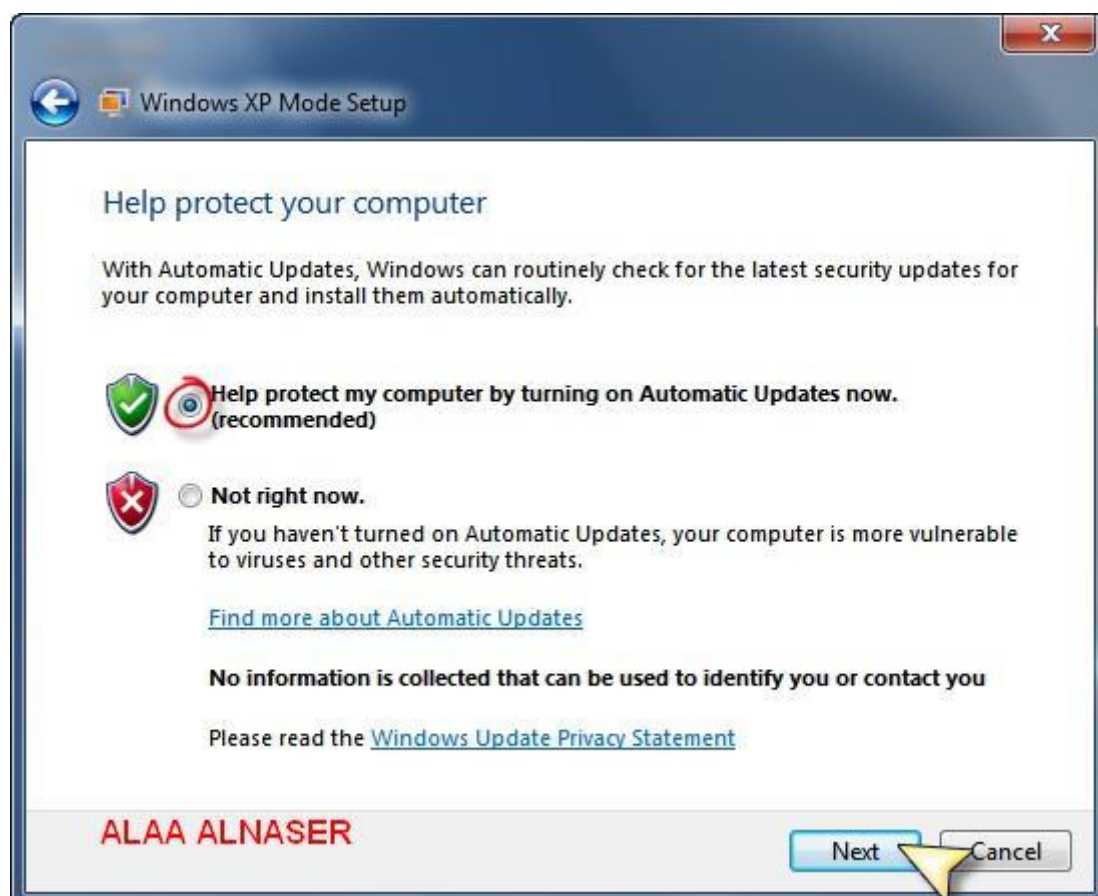 Windows XP Mode Setup
Help protect your computer
With Automatic Updates, Windows can routinely check for the latest security updates for
your computer and install them automatically.
Help protect my computer by turning on Automatic Updates now.
(recommended)
Not right now.
If you haven't turned on Automatic Updates, your computer is more vulnerable
to viruses and other security threats.
Find more about Automatic Updates
No information is collected that can be used to identify you or contact you
Please read the Windows Update Privacy Statement
ALAA ALNASER
Next Cancel